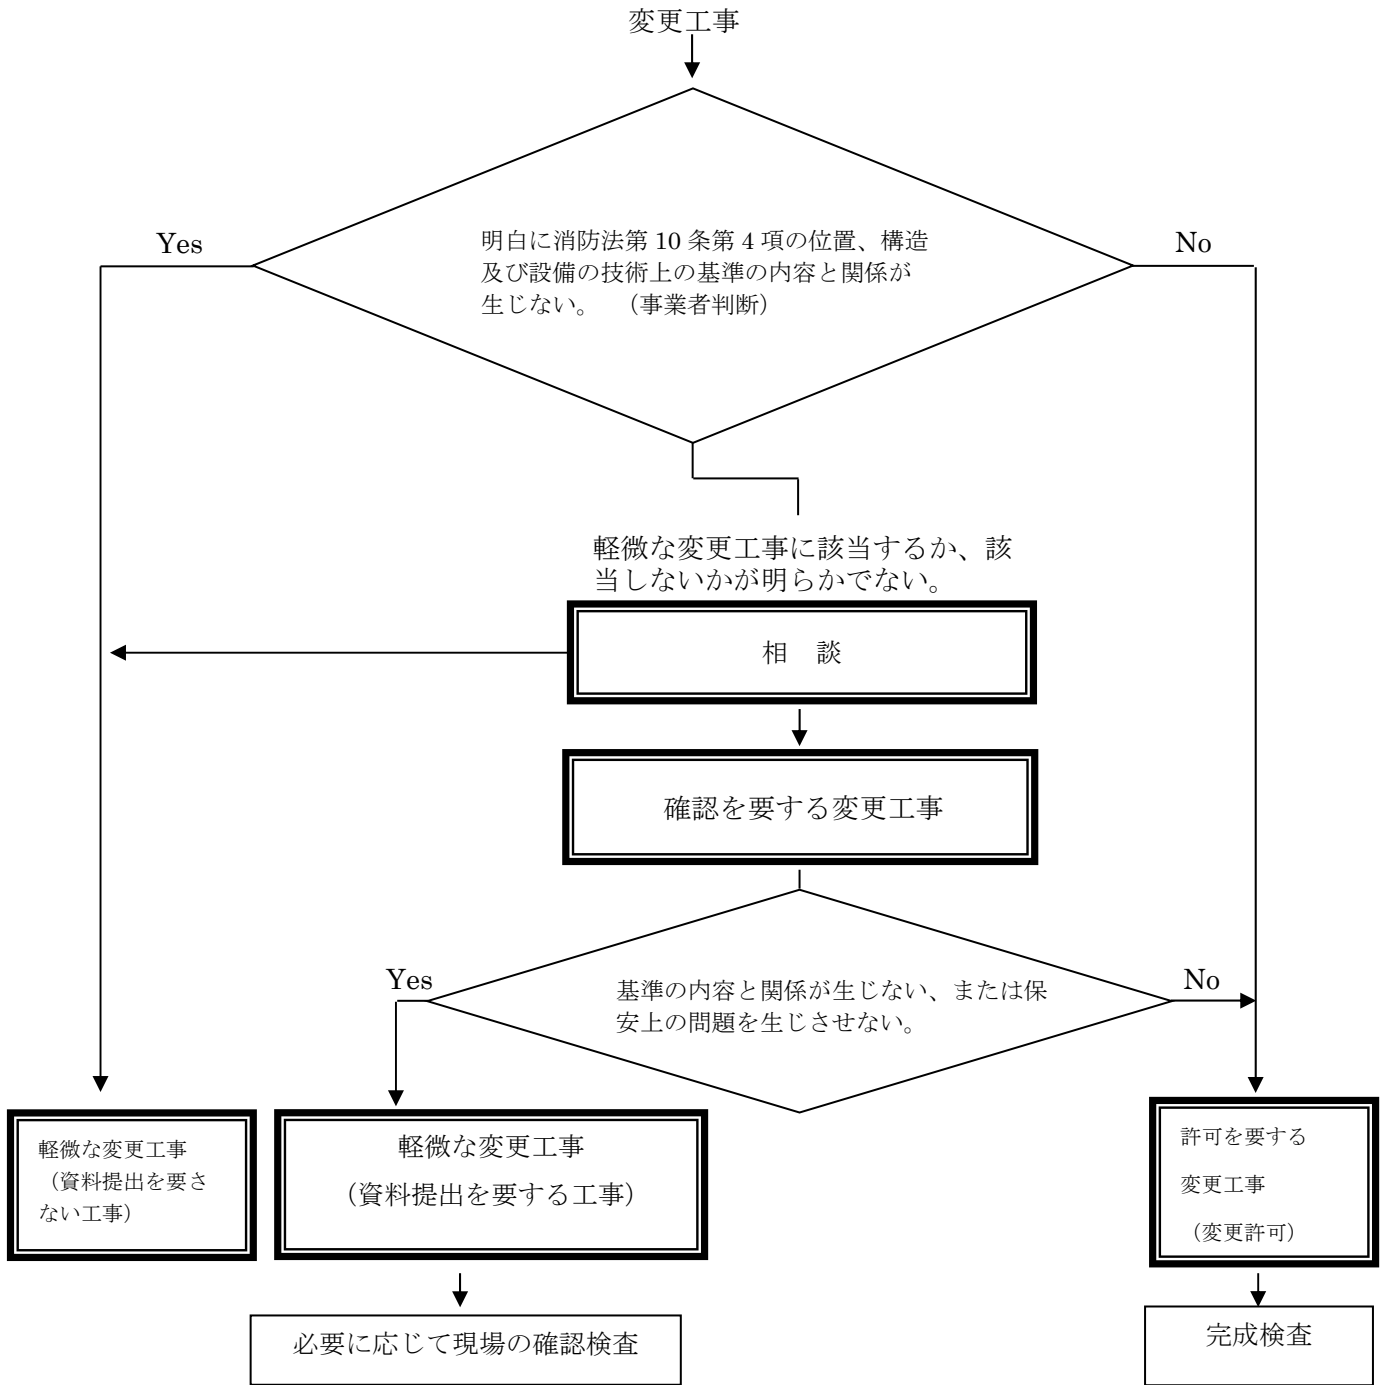 変更工事
Yes
No
明白に消防法第 10 条第 4 項の位置、構造
及び設備の技術上の基準の内容と関係が
生じない。　（事業者判断）
軽微な変更工事に該当するか、該
当しないかが明らかでない。
相　談
確認を要する変更工事
Yes
No
基準の内容と関係が生じない、または保
安上の問題を生じさせない。
軽微な変更工事
（資料提出を要さ
ない工事）
軽微な変更工事
（資料提出を要する工事）
許可を要する
変更工事
（変更許可）
必要に応じて現場の確認検査
完成検査